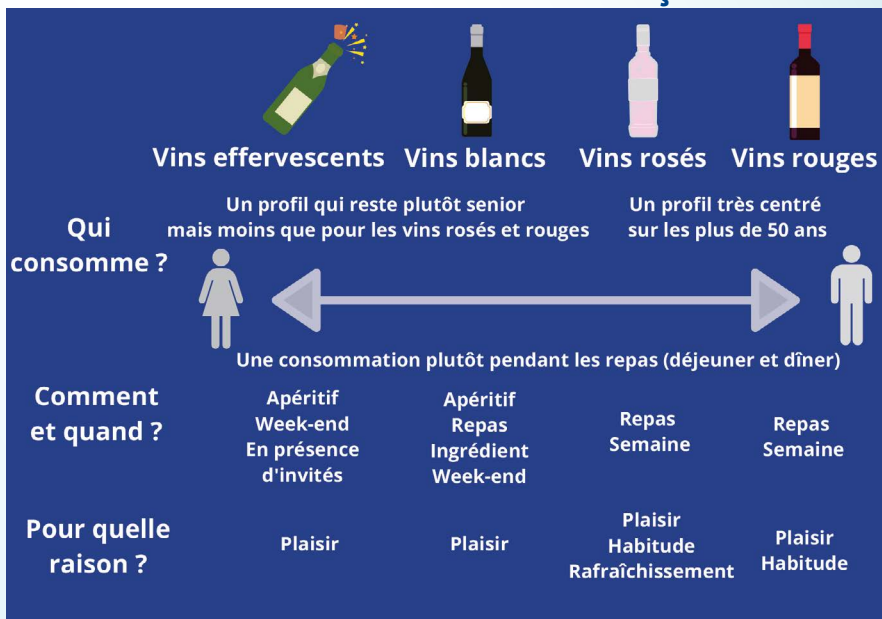 Vins effervescents Vins blancs Vins rosés Vins rouges
Qui
consomme ?
Un profil qui reste plutôt senior
mais moins que pour les vins rosés et rouges
Un profil très centré
sur les plus de 50 ans
Une consommation plutôt pendant les repas (déjeuner et dîner)
Comment
et quand ?
Apéritif
Week-end
En présence
d'invités
Apéritif
Repas
Ingrédient
Week-end
Repas
Semaine
Repas
Semaine
Pour quelle
raison ?
Plaisir
Plaisir
Plaisir
Habitude
Rafraîchissement
Plaisir
Habitude